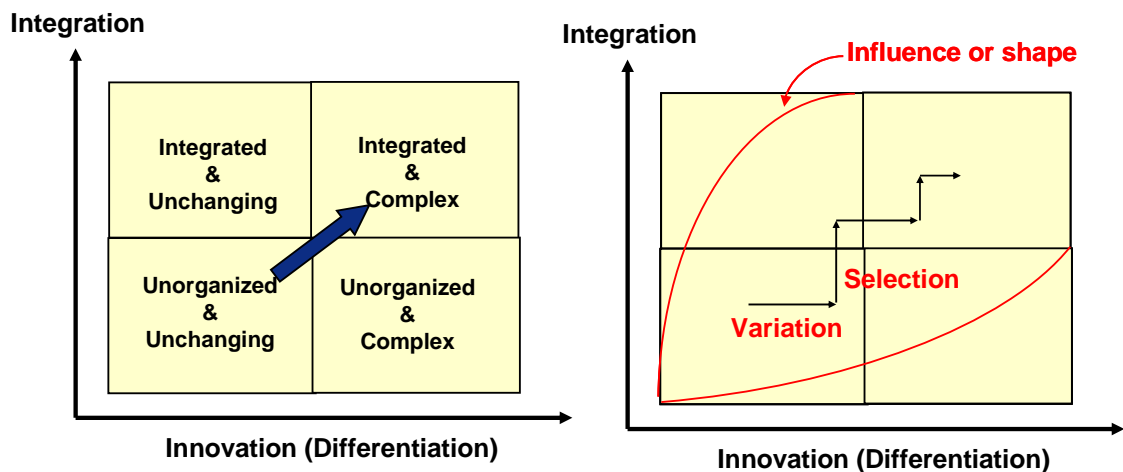 Integration
Integrated
&
Unchanging
Integrated
&
Complex
Unorganized
&
Unchanging
Unorganized
&
Complex
Innovation (Differentiation)
Integration
Influence or shape
Selection
Variation
Innovation (Differentiation)